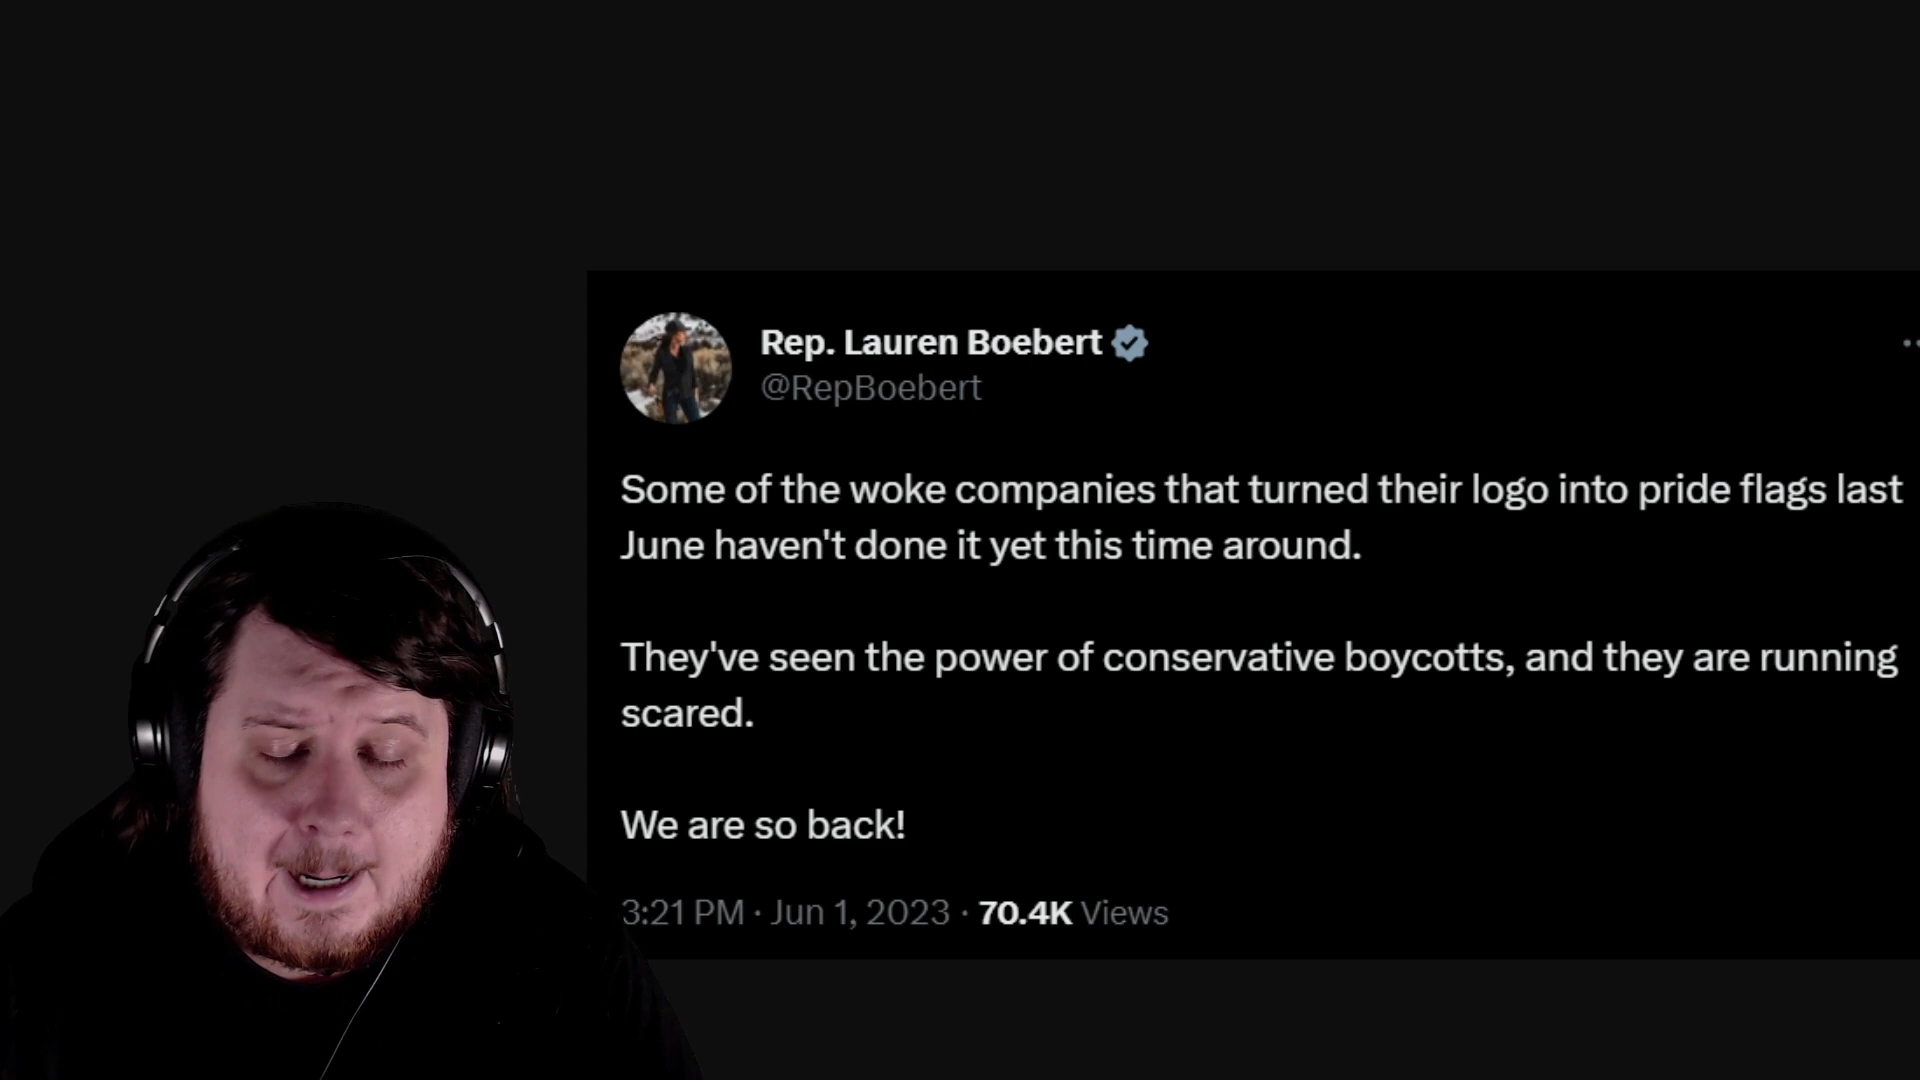 Rep. Lauren Boebert
@RepBoebert
Some of the woke companies that turned their logo into pride flags last
June haven't done it yet this time around.
They've seen the power of conservative boycotts, and they are running
scared.
We are so back!
3:21 PM · Jun 1, 2023 · 70.4K Views